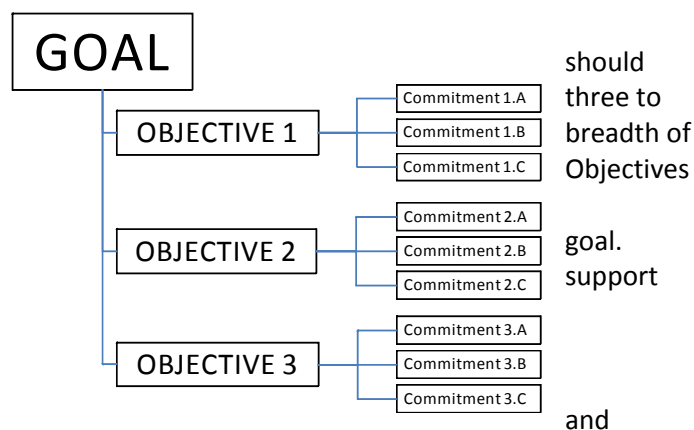 GOAL
OBJECTIVE 1
Commitment 1.A
Commitment 1.B
Commitment 1.C
OBJECTIVE 2
Commitment 2.A
Commitment 2.B
Commitment 2.C
OBJECTIVE 3
Commitment 3.A
Commitment 3.B
Commitment 3.C
should
three to
breadth of
Objectives
goal.
support
and